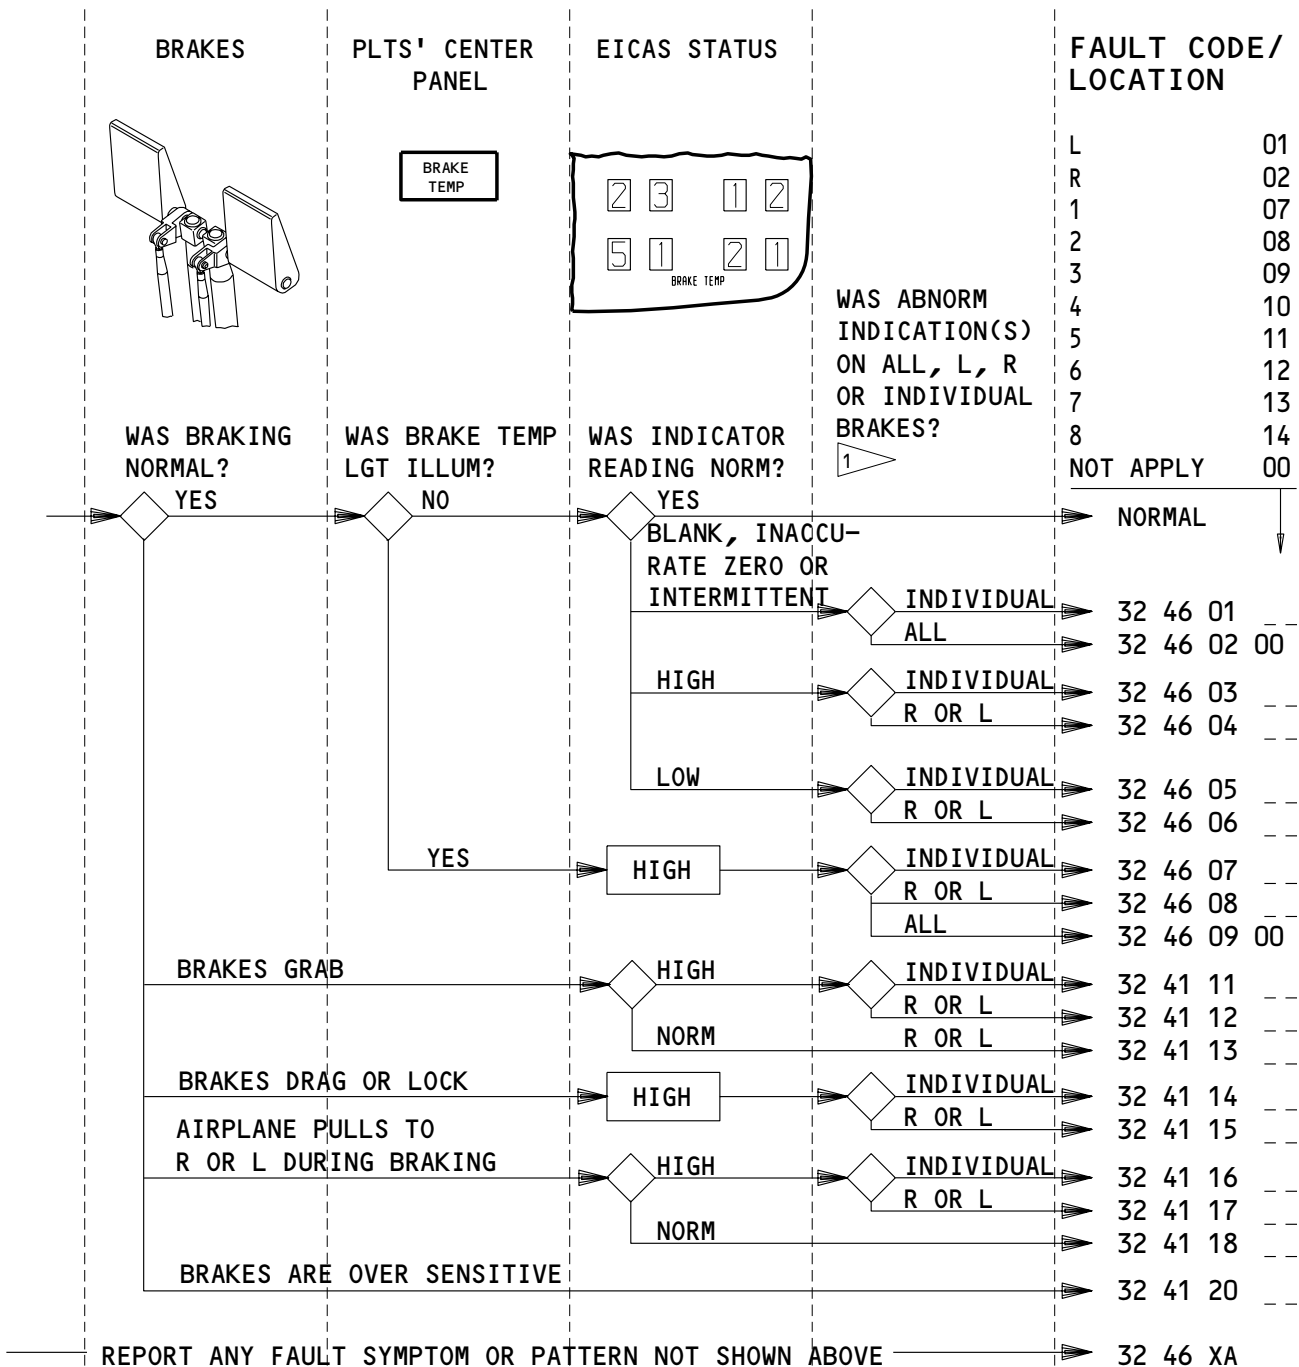 BRAKES
PLTS' CENTER
PANEL
EICAS STATUS
FAULT CODE/
LOCATION
BRAKE
TEMP
2 3 1 2
5 1 2 1
BRAKE TEMP
L 01
R 02
1 07
2 08
3 09
4 10
5 11
6 12
7 13
8 14
NOT APPLY 00
WAS BRAKING
NORMAL?
WAS BRAKE TEMP
LGT ILLUM?
WAS INDICATOR
READING NORM?
WAS ABNORM
INDICATION(S)
ON ALL, L, R
OR INDIVIDUAL
BRAKES?
1
YES
NO
YES
NORMAL
BLANK, INACCU-
RATE ZERO OR
INTERMITTENT
INDIVIDUAL
32 46 01 _ _
ALL
32 46 02 00
HIGH
INDIVIDUAL
32 46 03 _ _
R OR L
32 46 04 _ _
LOW
INDIVIDUAL
32 46 05 _ _
R OR L
32 46 06 _ _
YES
HIGH
INDIVIDUAL
32 46 07 _ _
R OR L
32 46 08 _ _
ALL
32 46 09 00
BRAKES GRAB
HIGH
INDIVIDUAL
32 41 11 _ _
R OR L
32 41 12 _ _
NORM
R OR L
32 41 13 _ _
BRAKES DRAG OR LOCK
HIGH
INDIVIDUAL
32 41 14 _ _
R OR L
32 41 15 _ _
AIRPLANE PULLS TO
R OR L DURING BRAKING
HIGH
INDIVIDUAL
32 41 16 _ _
R OR L
32 41 17 _ _
NORM
32 41 18 _ _
BRAKES ARE OVER SENSITIVE
32 41 20 _ _
REPORT ANY FAULT SYMPTOM OR PATTERN NOT SHOWN ABOVE
32 46 XA